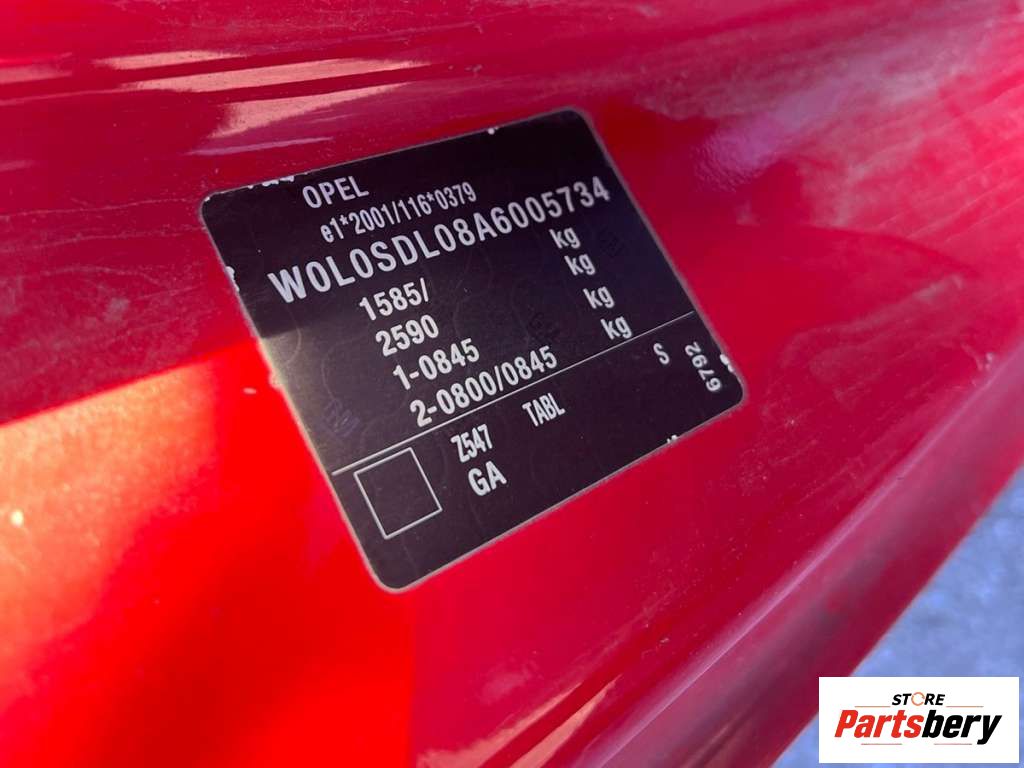 OPEL
e1*2001/116*0379
W0L0SDL08A6005734
1585/ kg
2590 kg
1-0845 kg
2-0800/0845 kg
Z547 TABL S 6792
GA
STORE
Partsbery